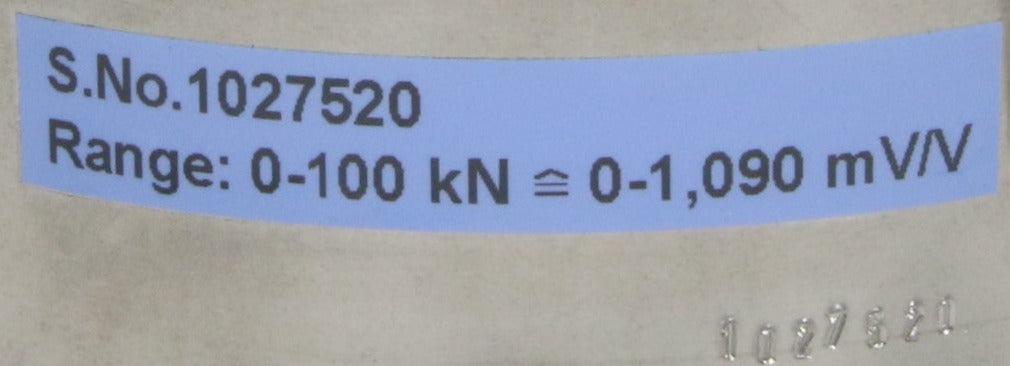 S.No.1027520
Range: 0-100 kN ≙ 0-1,090 mV/V
1027520